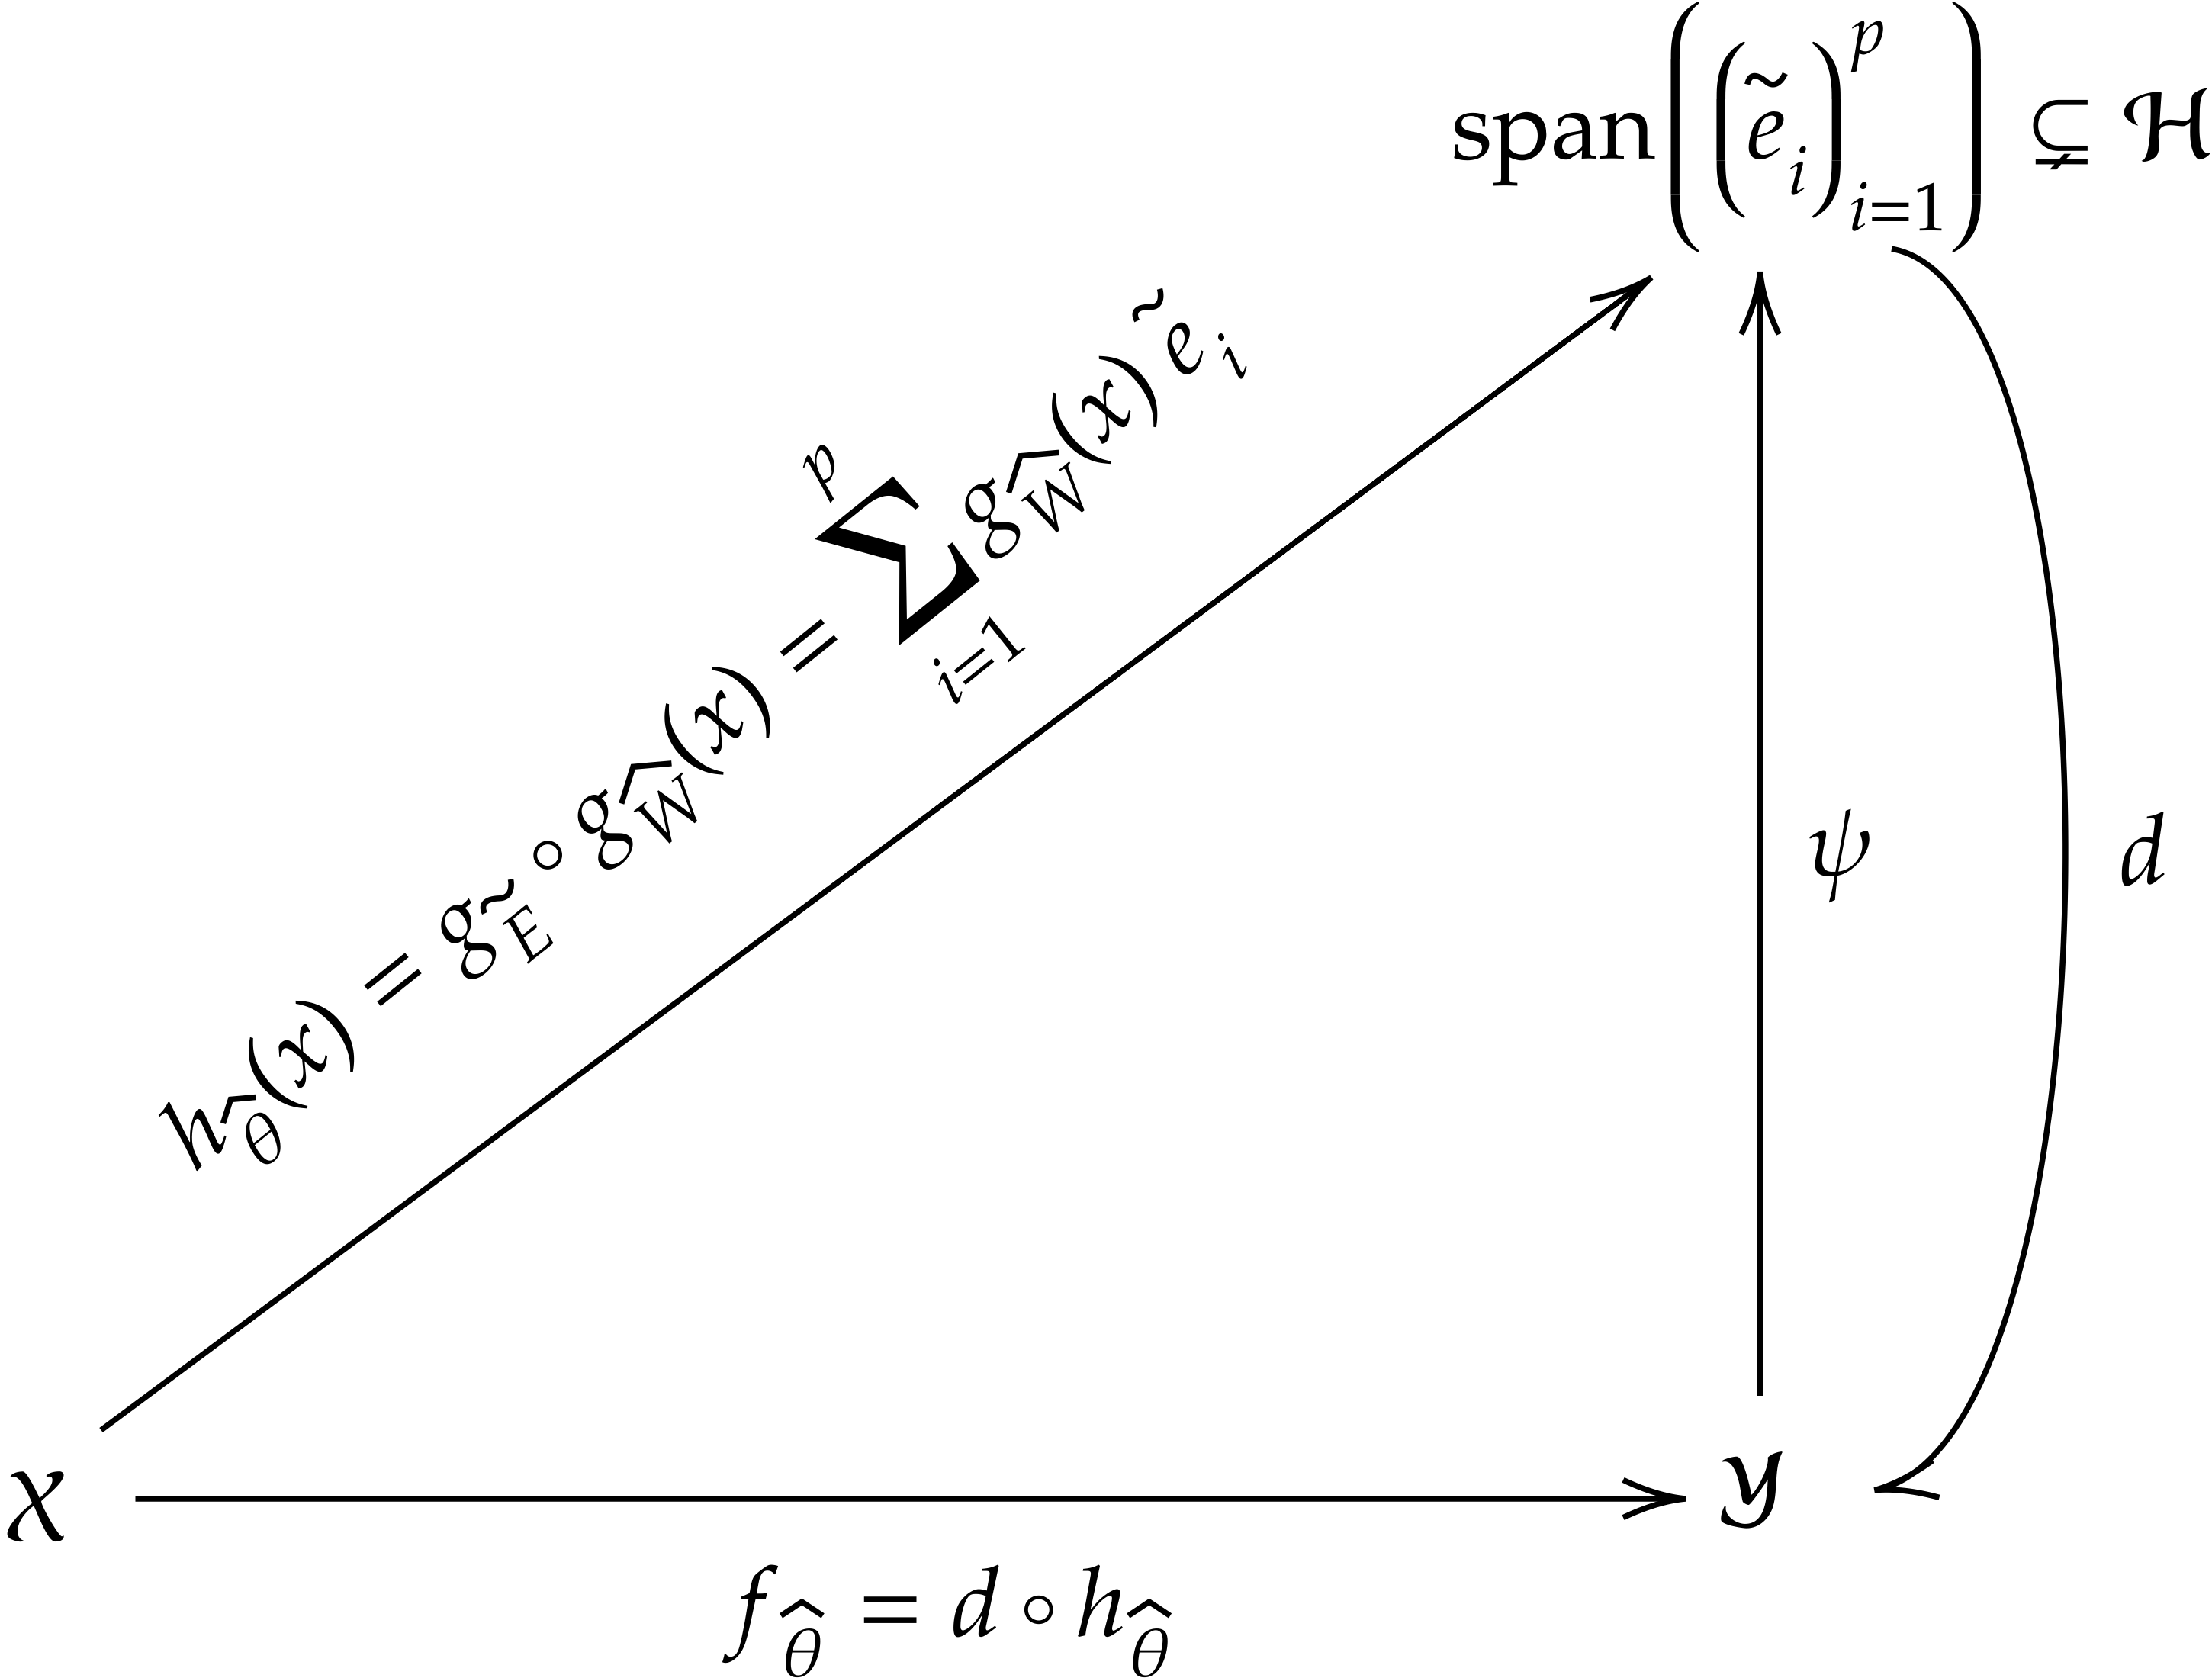 span((ẽ_i)_{i=1}^p) ⊊ ℋ
h_θ̂(x) = g_Ẽ ∘ g_Ŵ(x) = ∑_{i=1}^p g_Ŵ(x) ẽ_i
ψ
d
𝒳
𝒴
f_θ̂ = d ∘ h_θ̂